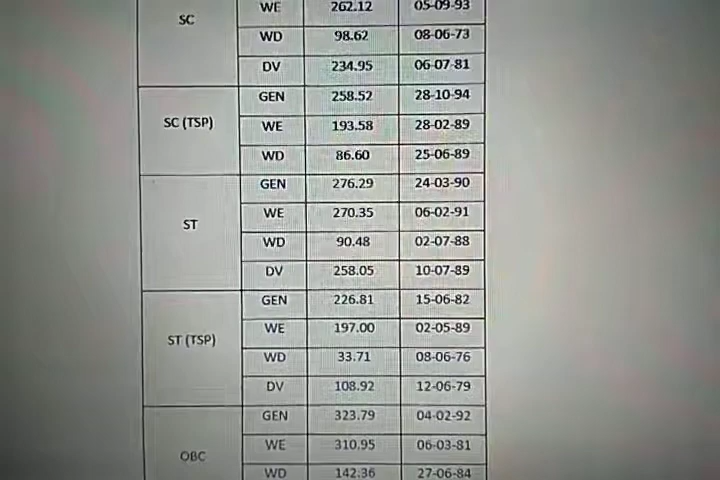 SC WE 262.12 05-09-93
WD 98.62 08-06-73
DV 234.95 06-07-81
SC (TSP) GEN 258.52 28-10-94
WE 193.58 28-02-89
WD 86.60 25-06-89
ST GEN 276.29 24-03-90
WE 270.35 06-02-91
WD 90.48 02-07-88
DV 258.05 10-07-89
ST (TSP) GEN 226.81 15-06-82
WE 197.00 02-05-89
WD 33.71 08-06-76
DV 108.92 12-06-79
OBC GEN 323.79 04-02-92
WE 310.95 06-03-81
WD 142.36 27-06-84